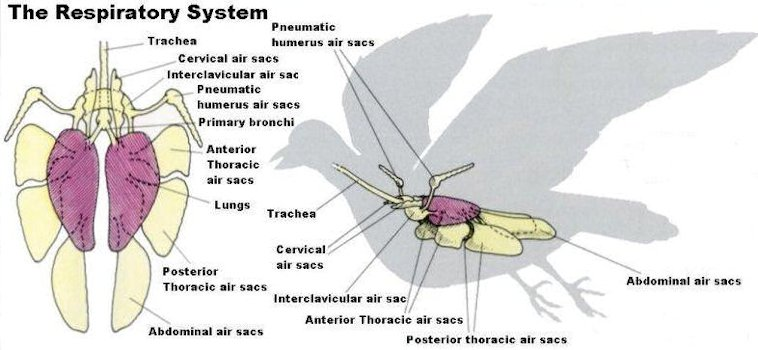 The Respiratory System
Trachea
Cervical air sacs
Interclavicular air sac
Pneumatic
humerus air sacs
Primary bronchi
Anterior
Thoracic
air sacs
Lungs
Posterior
Thoracic air sacs
Abdominal air sacs
Pneumatic
humerus air sacs
Trachea
Cervical
air sacs
Interclavicular air sac
Anterior Thoracic air sacs
Posterior thoracic air sacs
Abdominal air sacs